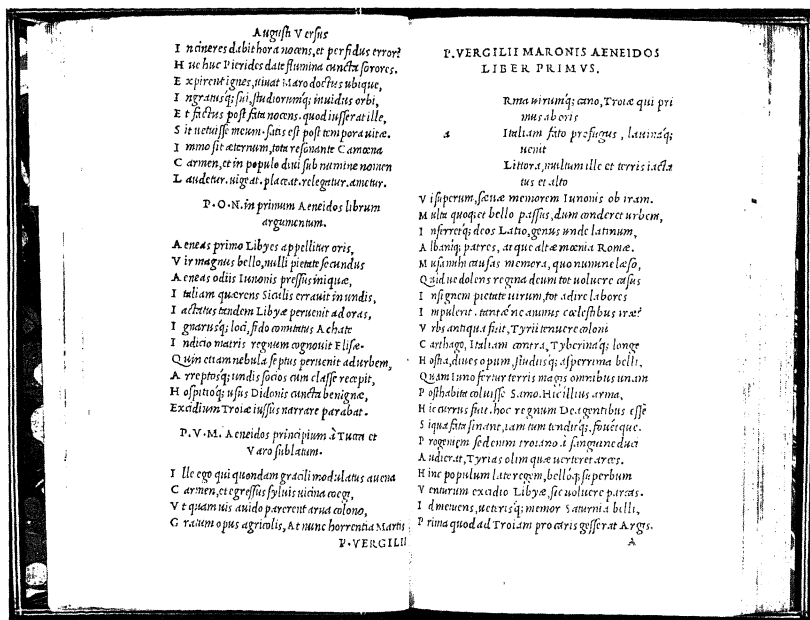 Augusti Versus
I n cineres dabit hora nocens, et perfidus error?
H uc huc Pierides date flumina cuncta sorores.
E xpirent ignes, uiuat Maro doctus ubique,
I ngratusq; sui, studiorumq; inuidus orbi,
E t factus post fata nocens. quod iusserat ille,
S it uetuisse meum. satis est post tempora uitæ.
I mmo sit æternum, tota resonante Camœna
C armen, et in populo diui sub numine nomen
L audetur. uigeat. placeat. relegatur. ametur.
P. O. N. in primum Aeneidos librum
argumentum.
A eneas primo Libyes appellitur oris,
V ir magnus bello, nulli pietate secundus
A eneas odiis Iunonis pressus iniquæ,
I taliam quærens Siculis errauit in undis,
I actatus tandem Libyæ peruenit ad oras,
I gnarusq; loci, fido comitatus Achate
I ndicio matris regnum cognouit Elisæ.
Quin etiam nebula septus peruenit ad urbem,
A rreptosq; undis socios cum classe recepit,
H ospitioq; usus Didonis cuncta benignæ,
Excidium Troiæ iussus narrare parabat.
P. V. M. Aeneidos principium à Tucca et
Varo sublatum.
I lle ego qui quondam gracili modulatus auena
C armen, et egressus syluis uicina coegi,
V t quamuis auido parerent arua colono,
G ratum opus agricolis, At nunc horrentia Martis
P. VERGILII
P. VERGILII MARONIS AENEIDOS
LIBER PRIMVS.
Rma uirumq; cano, Troiæ qui pri
mus ab oris
a Italiam fato profugus, lauinaq;
uenit
Littora, multum ille et terris iacta
tus et alto
V i superum, sæuæ memorem Iunonis ob iram.
M ulta quoq; et bello passus, dum conderet urbem,
I nferretq; deos Latio, genus unde latinum,
A lbaniq; patres, atque altæ mœnia Romæ.
M usa mihi causas memora, quo numine læso,
Quid ue dolens regina deum tot uoluere casus
I nsignem pietate uirum, tot adire labores
I mpulerit. tantæ ne animis cœlestibus iræ?
V rbs antiqua fuit, Tyrii tenuere coloni
C arthago, Italiam contra, Tyberinaq; longe
H ostia, diues opum, studiisq; asperrima belli,
Quam Iuno fertur terris magis omnibus unam
P osthabita coluisse Samo. Hic illius arma,
H ic currus fuit. hoc regnum Dea gentibus esse
S i qua fata sinant, iam tum tenditq; fouetque.
P rogeniem sed enim troiano à sanguine duci
A udierat, Tyrias olim quæ uerteret arces.
H inc populum late regem, belloq; superbum
V enturum excidio Libyæ, sic uoluere parcas.
I d metuens, ueterisq; memor Saturnia belli,
P rima quod ad Troiam pro caris gesserat Argis.
A